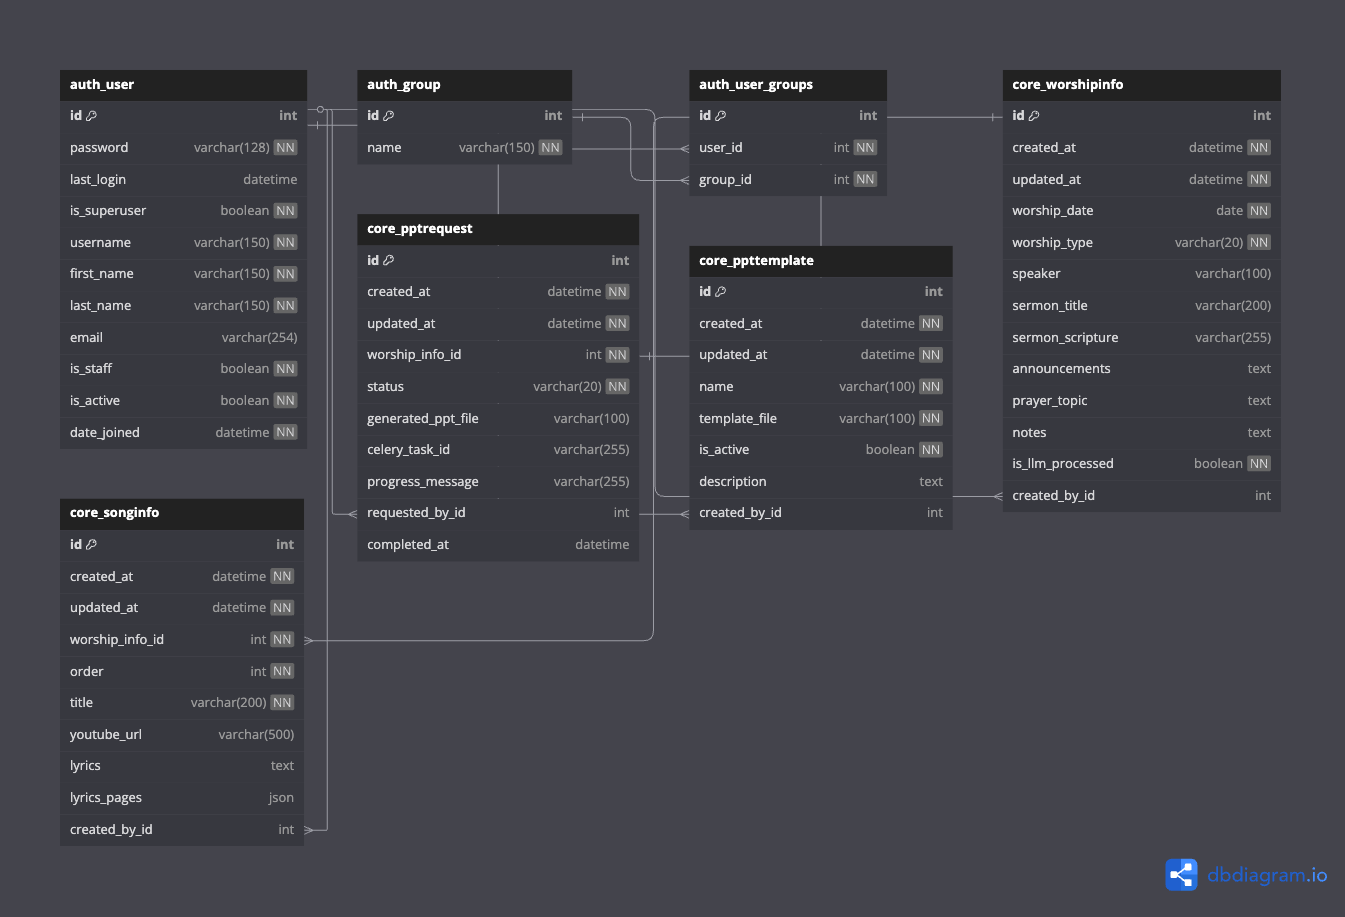 auth_user
id int
password varchar(128) NN
last_login datetime
is_superuser boolean NN
username varchar(150) NN
first_name varchar(150) NN
last_name varchar(150) NN
email varchar(254)
is_staff boolean NN
is_active boolean NN
date_joined datetime NN
auth_group
id int
name varchar(150) NN
auth_user_groups
id int
user_id int NN
group_id int NN
core_worshipinfo
id int
created_at datetime NN
updated_at datetime NN
worship_date date NN
worship_type varchar(20) NN
speaker varchar(100)
sermon_title varchar(200)
sermon_scripture varchar(255)
announcements text
prayer_topic text
notes text
is_llm_processed boolean NN
created_by_id int
core_pptrequest
id int
created_at datetime NN
updated_at datetime NN
worship_info_id int NN
status varchar(20) NN
generated_ppt_file varchar(100)
celery_task_id varchar(255)
progress_message varchar(255)
requested_by_id int
completed_at datetime
core_ppttemplate
id int
created_at datetime NN
updated_at datetime NN
name varchar(100) NN
template_file varchar(100) NN
is_active boolean NN
description text
created_by_id int
core_songinfo
id int
created_at datetime NN
updated_at datetime NN
worship_info_id int NN
order int NN
title varchar(200) NN
youtube_url varchar(500)
lyrics text
lyrics_pages json
created_by_id int
dbdiagram.io